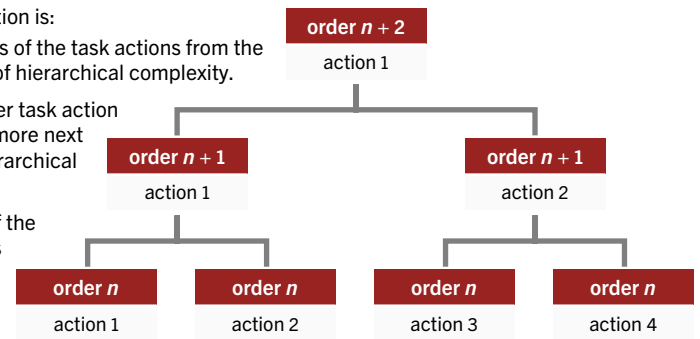 tion is:
s of the task actions from the
of hierarchical complexity.
er task action
more next
rarchical
f the
s
order n + 2
action 1
order n + 1
action 1
order n + 1
action 2
order n
action 1
order n
action 2
order n
action 3
order n
action 4